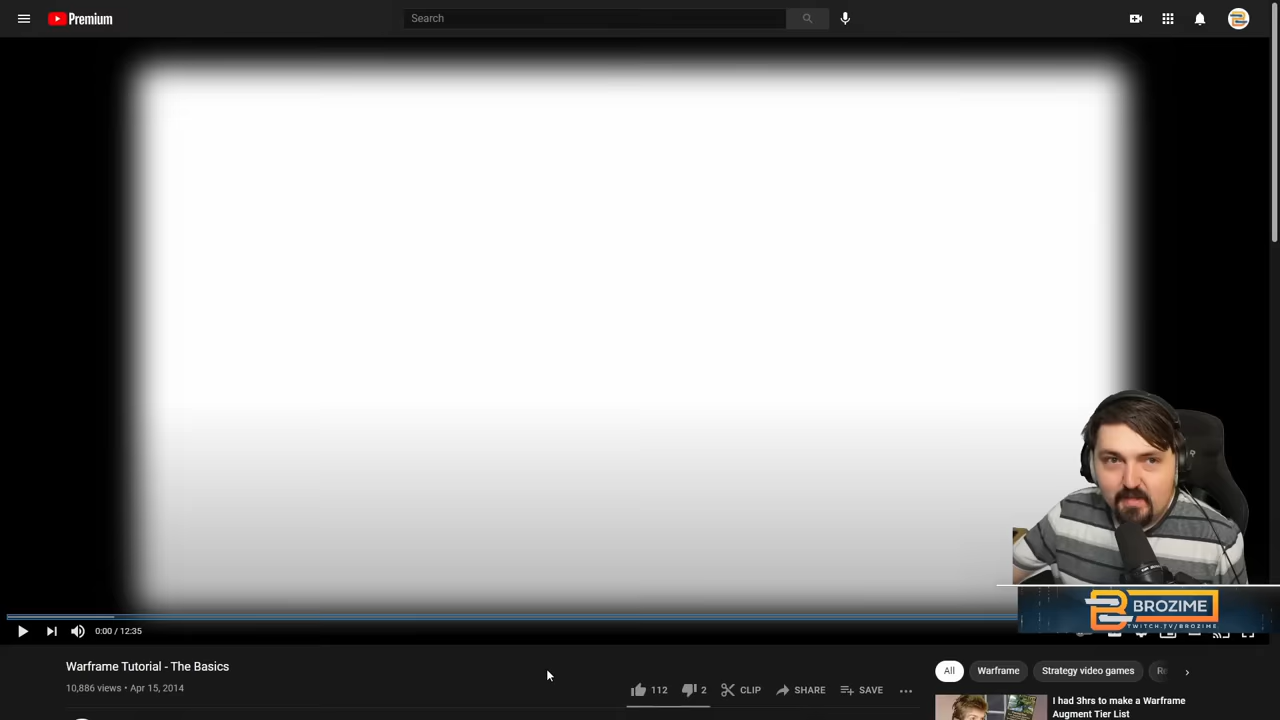 Premium
Search
BROZIME
TWITCH.TV/BROZIME
0:00 / 12:35
Warframe Tutorial - The Basics
10,886 views • Apr 15, 2014
112
2
CLIP
SHARE
SAVE
All
Warframe
Strategy video games
Re
I had 3hrs to make a Warframe
Augment Tier List